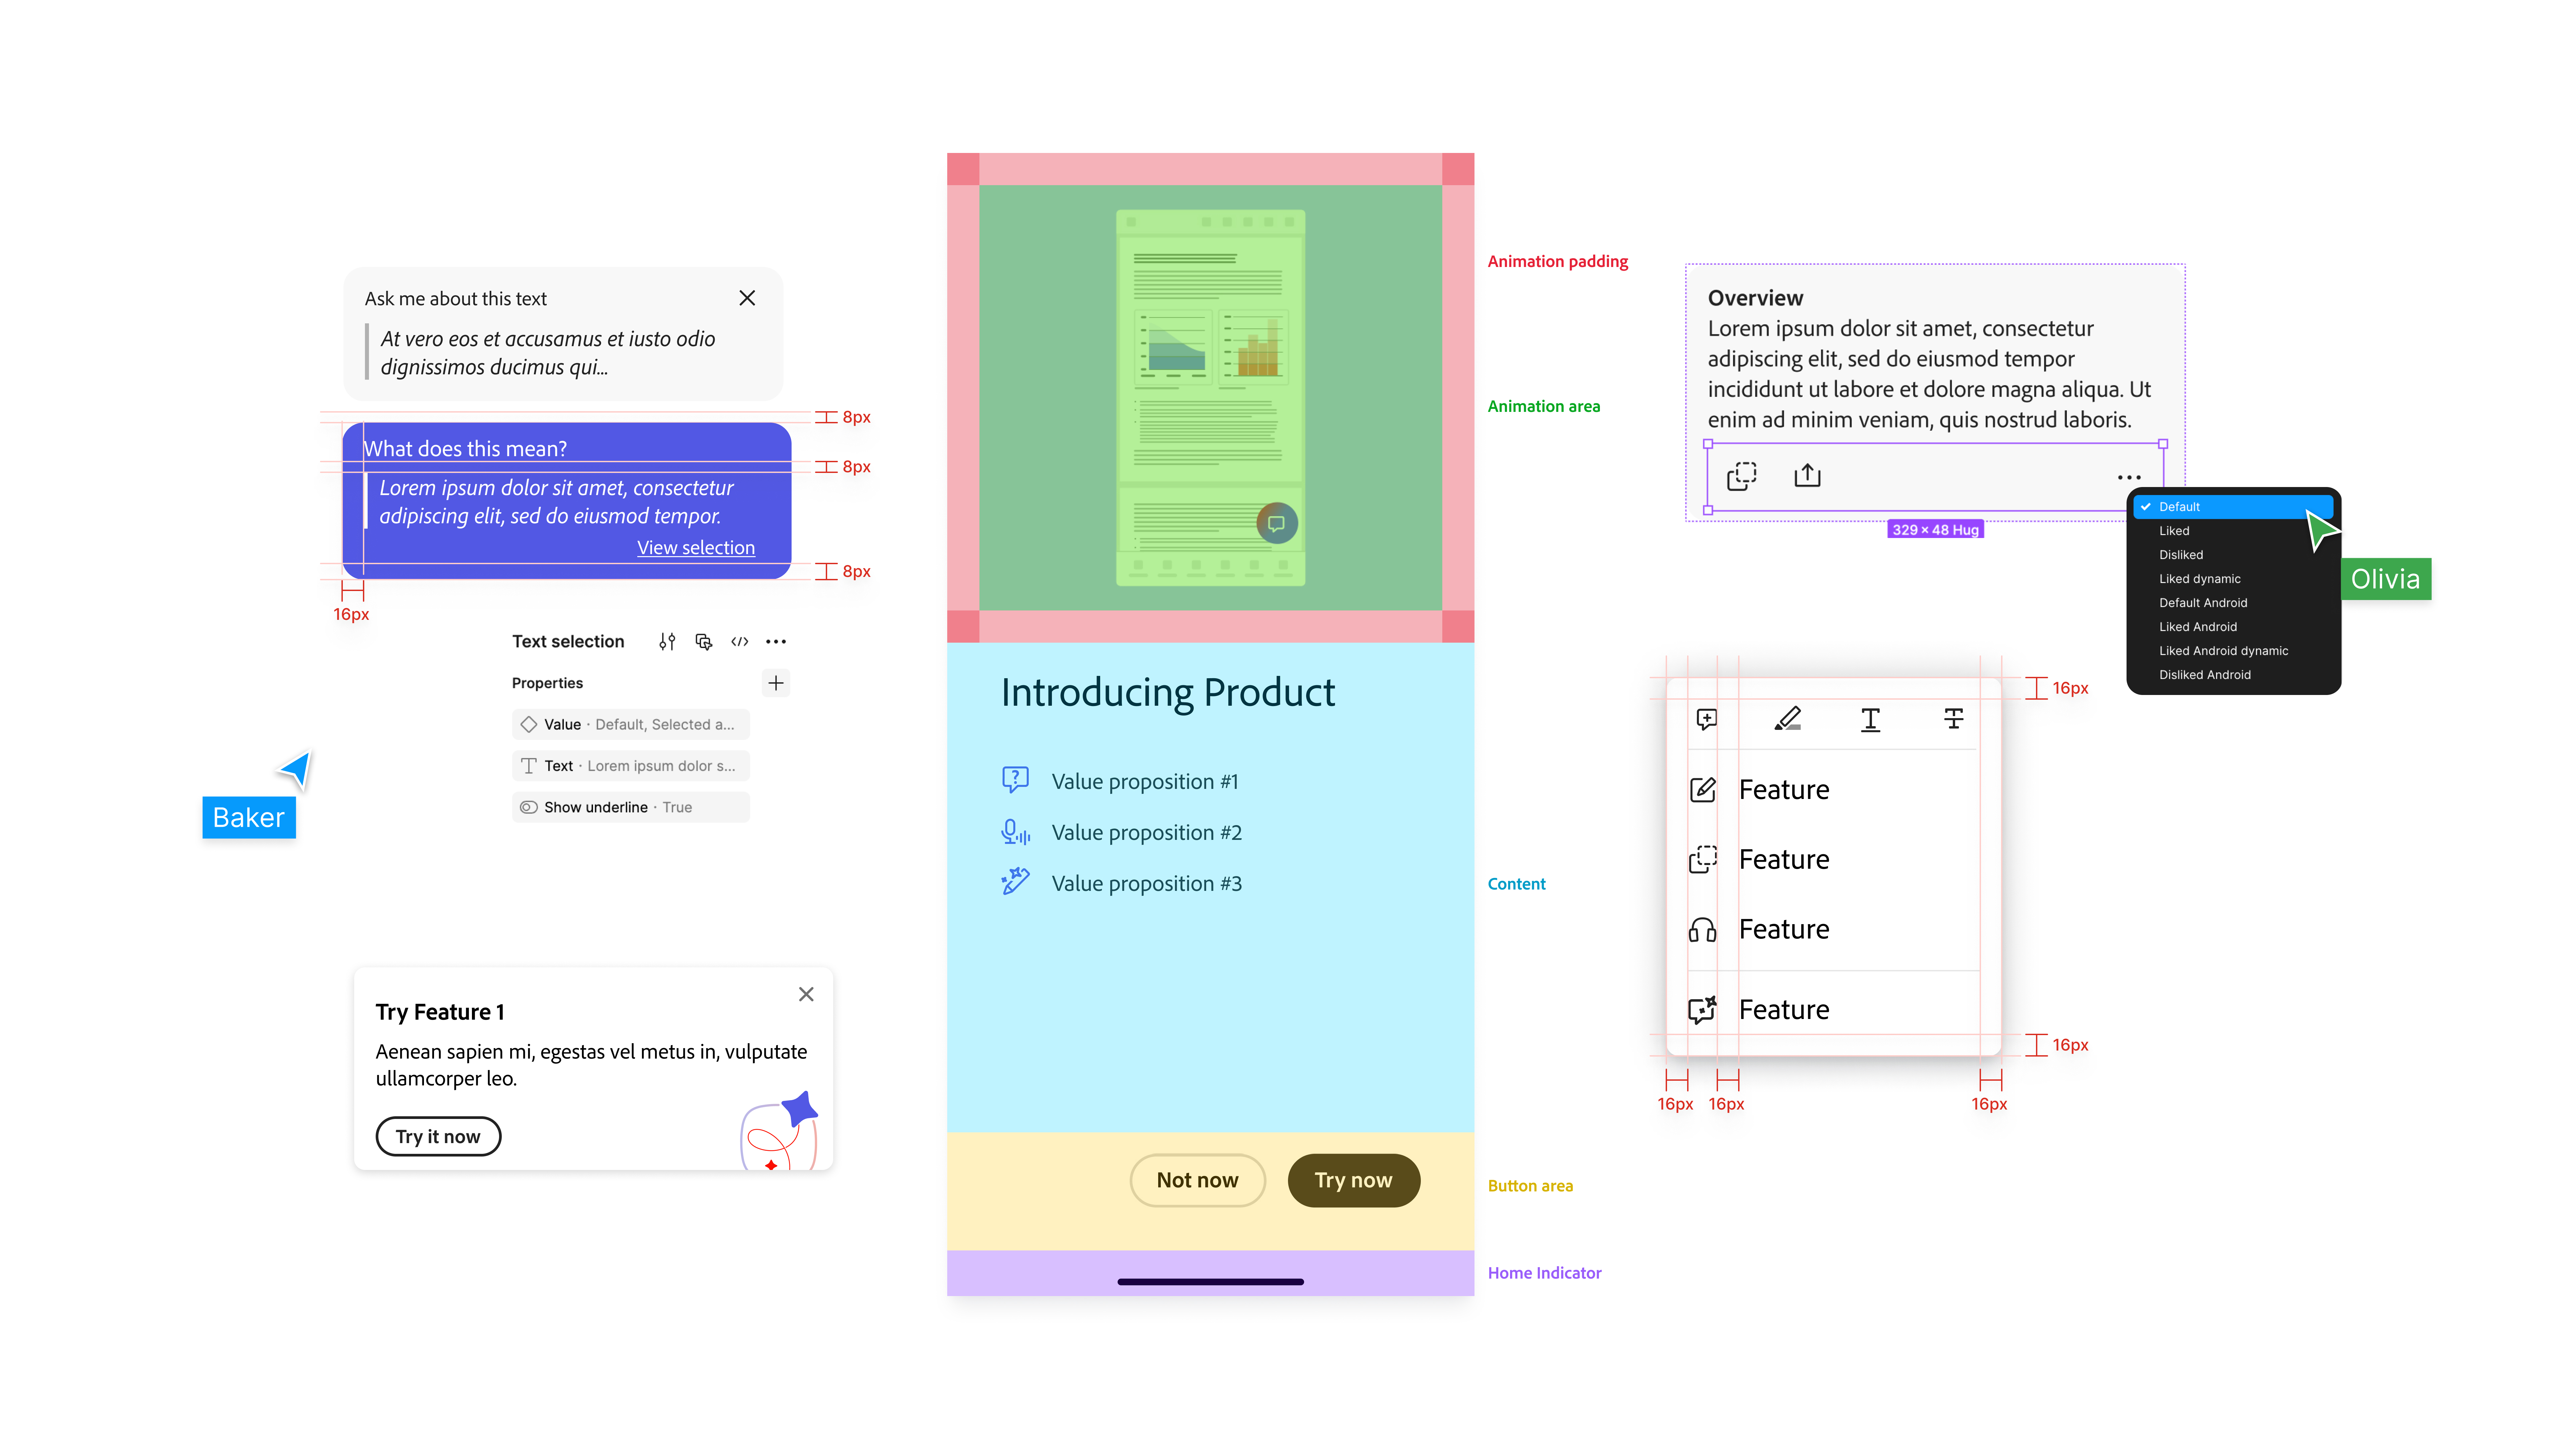 Ask me about this text
At vero eos et accusamus et iusto odio
dignissimos ducimus qui...
8px
What does this mean?
8px
Lorem ipsum dolor sit amet, consectetur
adipiscing elit, sed do eiusmod tempor.
View selection
8px
16px
Text selection
Properties
Value · Default, Selected a...
Text · Lorem ipsum dolor s...
Show underline · True
Baker
Try Feature 1
Aenean sapien mi, egestas vel metus in, vulputate
ullamcorper leo.
Try it now
Introducing Product
Value proposition #1
Value proposition #2
Value proposition #3
Not now
Try now
Animation padding
Animation area
Content
Button area
Home Indicator
Overview
Lorem ipsum dolor sit amet, consectetur
adipiscing elit, sed do eiusmod tempor
incididunt ut labore et dolore magna aliqua. Ut
enim ad minim veniam, quis nostrud laboris.
329 × 48 Hug
Default
Liked
Disliked
Liked dynamic
Default Android
Liked Android
Liked Android dynamic
Disliked Android
Olivia
16px
Feature
Feature
Feature
Feature
16px
16px
16px
16px